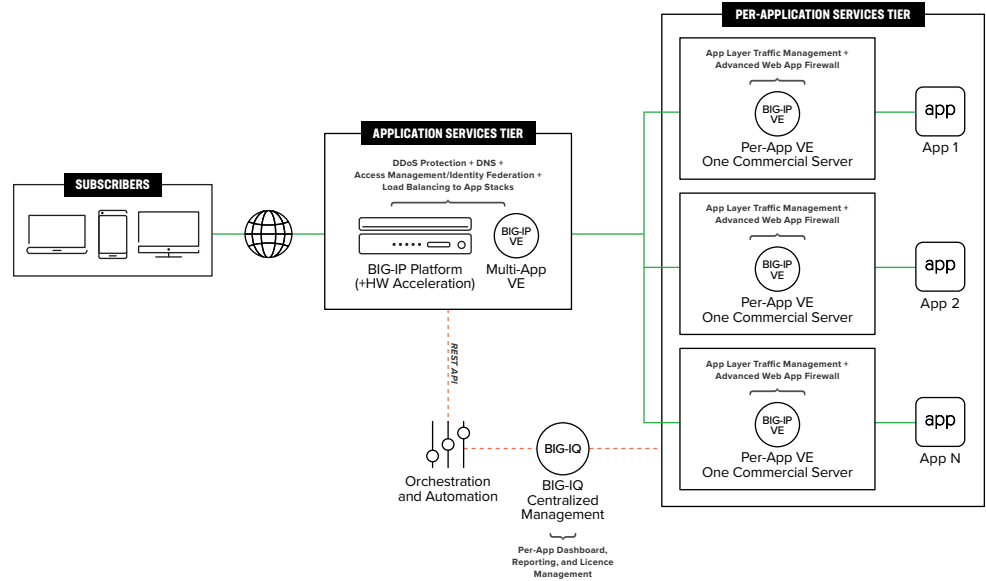 SUBSCRIBERS
APPLICATION SERVICES TIER
DDoS Protection + DNS +
Access Management/Identity Federation +
Load Balancing to App Stacks
BIG-IP
VE
BIG-IP Platform
(+HW Acceleration)
Multi-App
VE
REST API
Orchestration
and Automation
BIG-IQ
BIG-IQ
Centralized
Management
Per-App Dashboard,
Reporting, and Licence
Management
PER-APPLICATION SERVICES TIER
App Layer Traffic Management +
Advanced Web App Firewall
BIG-IP
VE
Per-App VE
One Commercial Server
app
App 1
App Layer Traffic Management +
Advanced Web App Firewall
BIG-IP
VE
Per-App VE
One Commercial Server
app
App 2
App Layer Traffic Management +
Advanced Web App Firewall
BIG-IP
VE
Per-App VE
One Commercial Server
app
App N